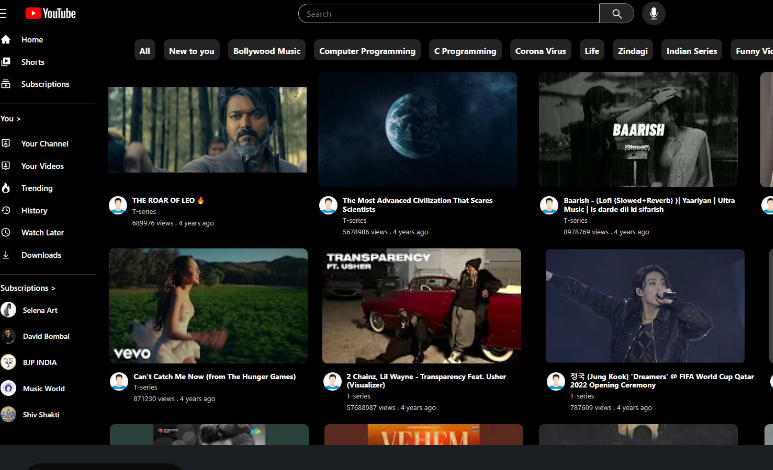 YouTube
Search
Home
Shorts
Subscriptions
You >
Your Channel
Your Videos
Trending
History
Watch Later
Downloads
Subscriptions >
Selena Art
David Bombal
BJP INDIA
Music World
Shiv Shakti
All
New to you
Bollywood Music
Computer Programming
C Programming
Corona Virus
Life
Zindagi
Indian Series
Funny Vid
THE ROAR OF LEO 🔥
T-series
689976 views . 4 years ago
The Most Advanced Civilization That Scares
Scientists
T-series
5678986 views . 4 years ago
BAARISH
(Slowed)
Baarish - (Lofi (Slowed+Reverb) )| Yaariyan | Ultra
Music | Is darde dil ki sifarish
T-series
8978769 views . 4 years ago
vevo
Can't Catch Me Now (from The Hunger Games)
T-series
871230 views . 4 years ago
TRANSPARENCY
FT. USHER
2 Chainz, Lil Wayne - Transparency Feat. Usher
(Visualizer)
T-series
57688987 views . 4 years ago
정국 (Jung Kook) 'Dreamers' @ FIFA World Cup Qatar
2022 Opening Ceremony
T-series
787609 views . 4 years ago
VEHEM